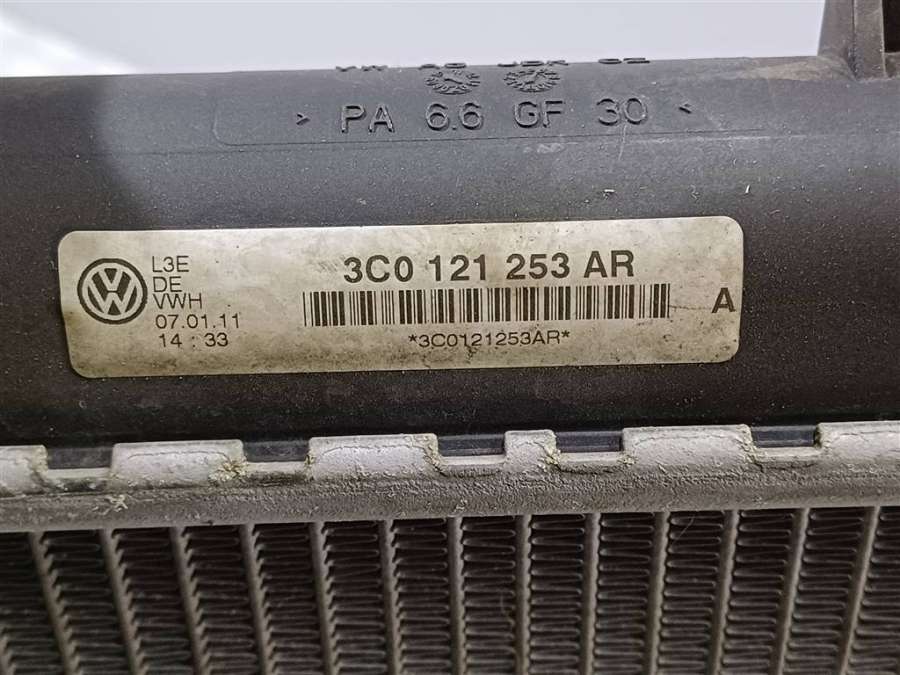 > PA 6.6 GF 30 <
L3E
DE
VWH
07.01.11
14 : 33
3C0 121 253 AR
*3C0121253AR*
A